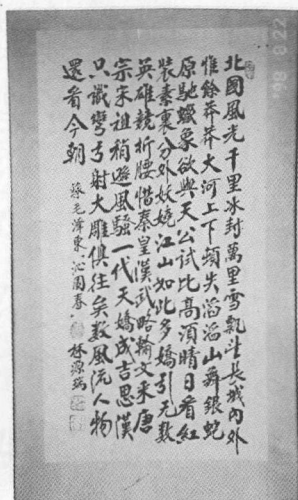 北國風光千里冰封萬里雪飄望長城內外
惟餘莽莽大河上下頓失滔滔山舞銀蛇
原馳蠟象欲與天公試比高須晴日看紅
裝素裹分外妖嬈江山如此多嬌引无數
英雄競折腰惜秦皇漢武略輸文采唐
宗宋祖稍遜風騷一代天嬌成吉思漢
只識彎弓射大雕俱往矣數風流人物
還看今朝
錄毛澤東沁園春
林源
'98 8 22